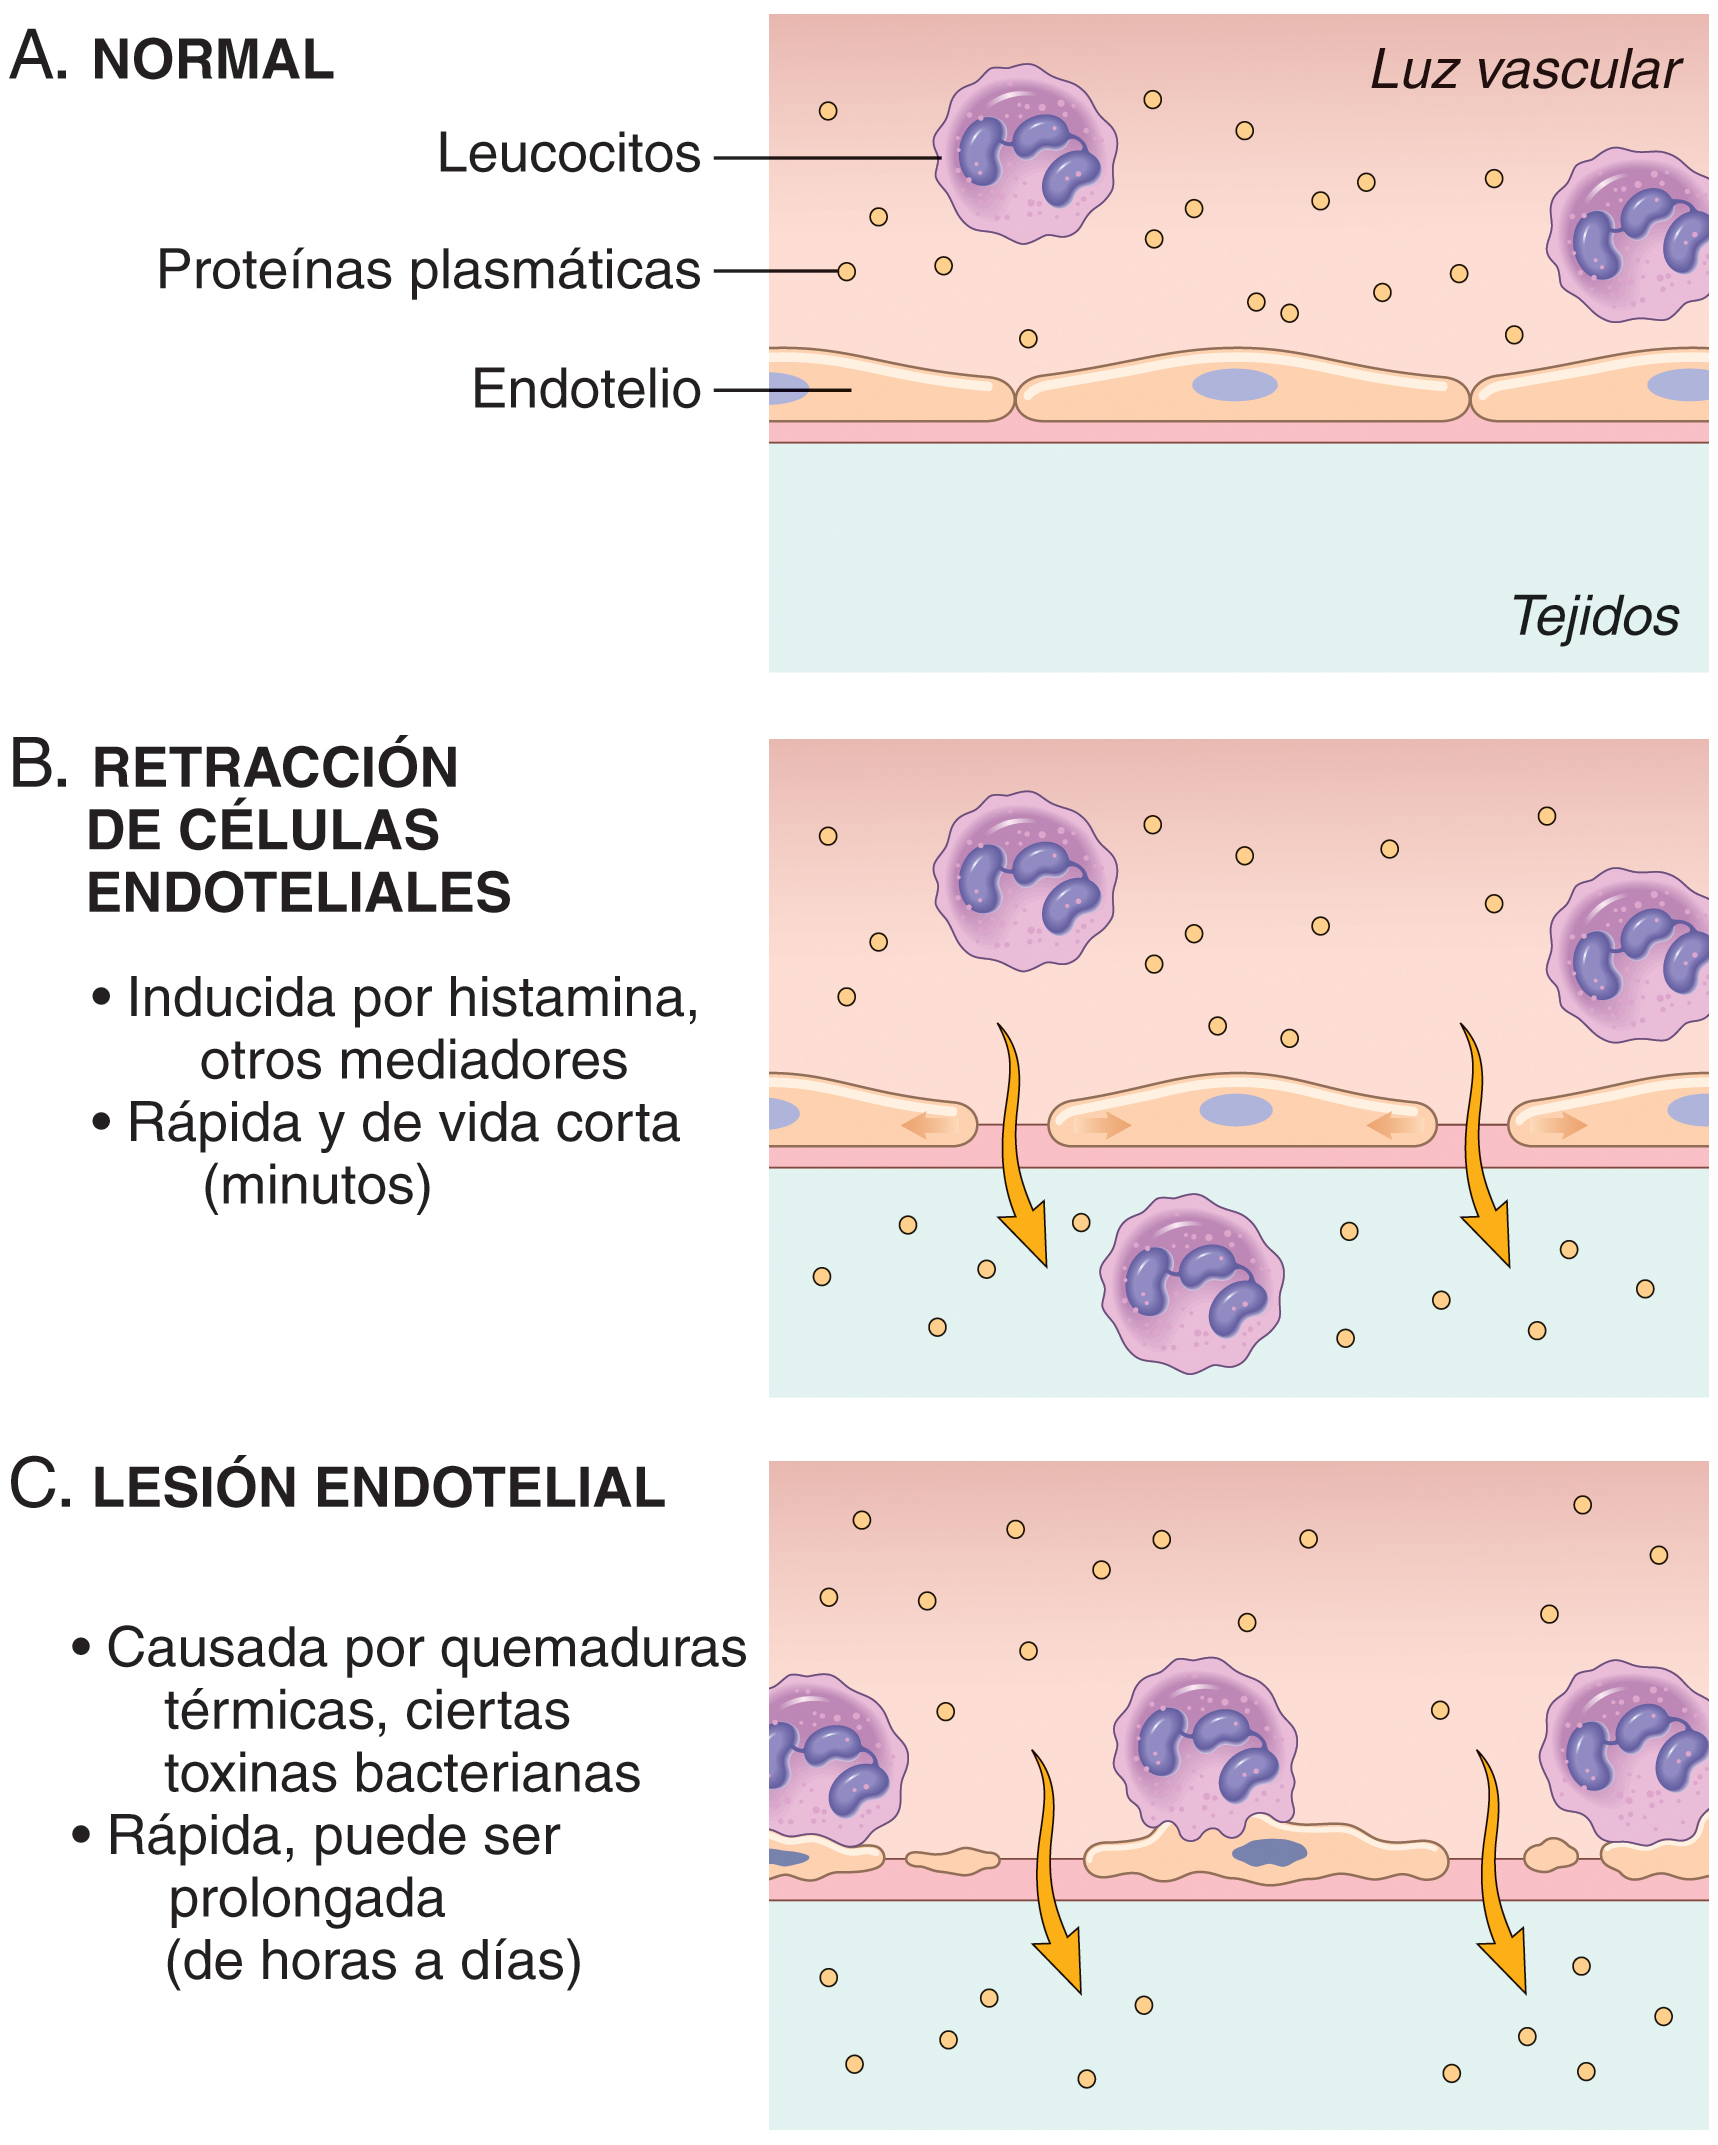 A. NORMAL
Luz vascular
Leucocitos
Proteínas plasmáticas
Endotelio
Tejidos
B. RETRACCIÓN
DE CÉLULAS
ENDOTELIALES
• Inducida por histamina,
otros mediadores
• Rápida y de vida corta
(minutos)
C. LESIÓN ENDOTELIAL
• Causada por quemaduras
térmicas, ciertas
toxinas bacterianas
• Rápida, puede ser
prolongada
(de horas a días)